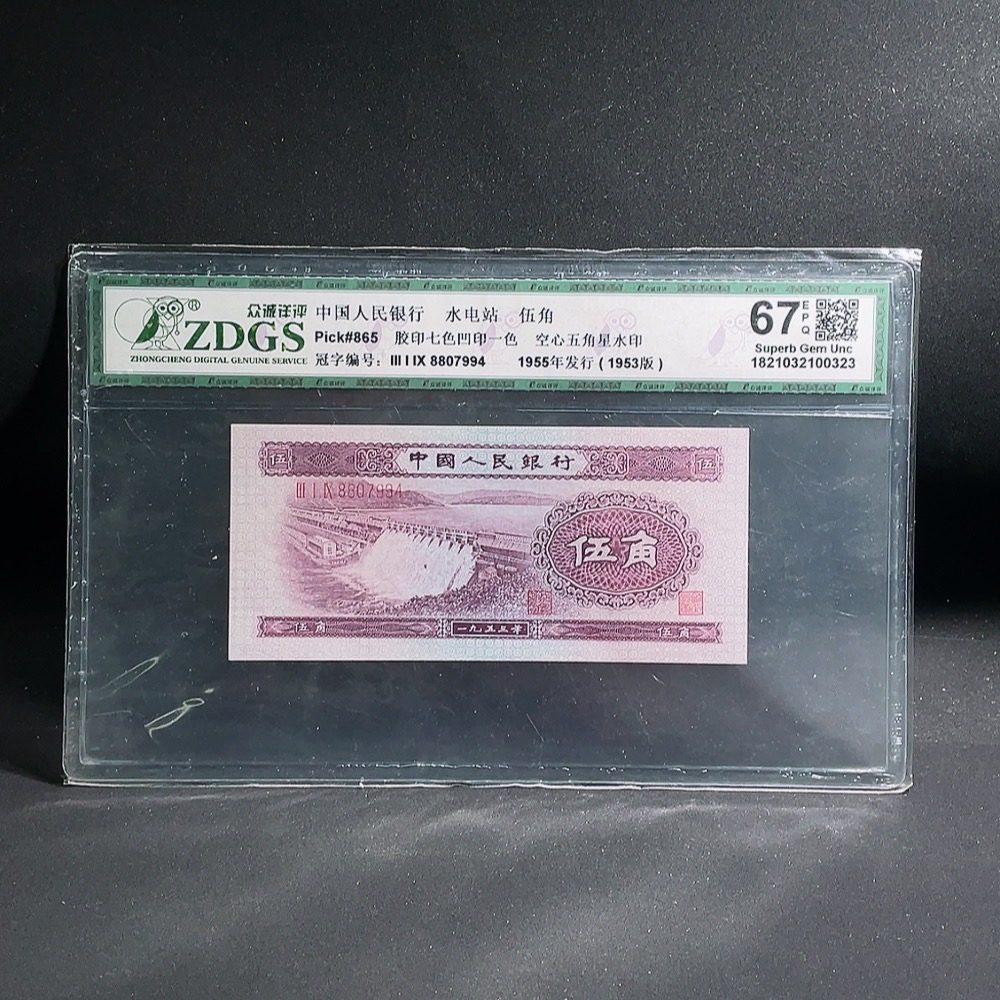 众诚评评
®
ZDGS
ZHONGCHENG DIGITAL GENUINE SERVICE
中国人民银行 水电站 伍角
Pick#865 胶印七色凹印一色 空心五角星水印
冠字编号: III I IX 8807994 1955年发行 ( 1953版 )
67 EPQ
Superb Gem Unc
1821032100323
伍 中國人民銀行 伍
III I IX 8607994
伍角
伍角 一九五三年 伍角